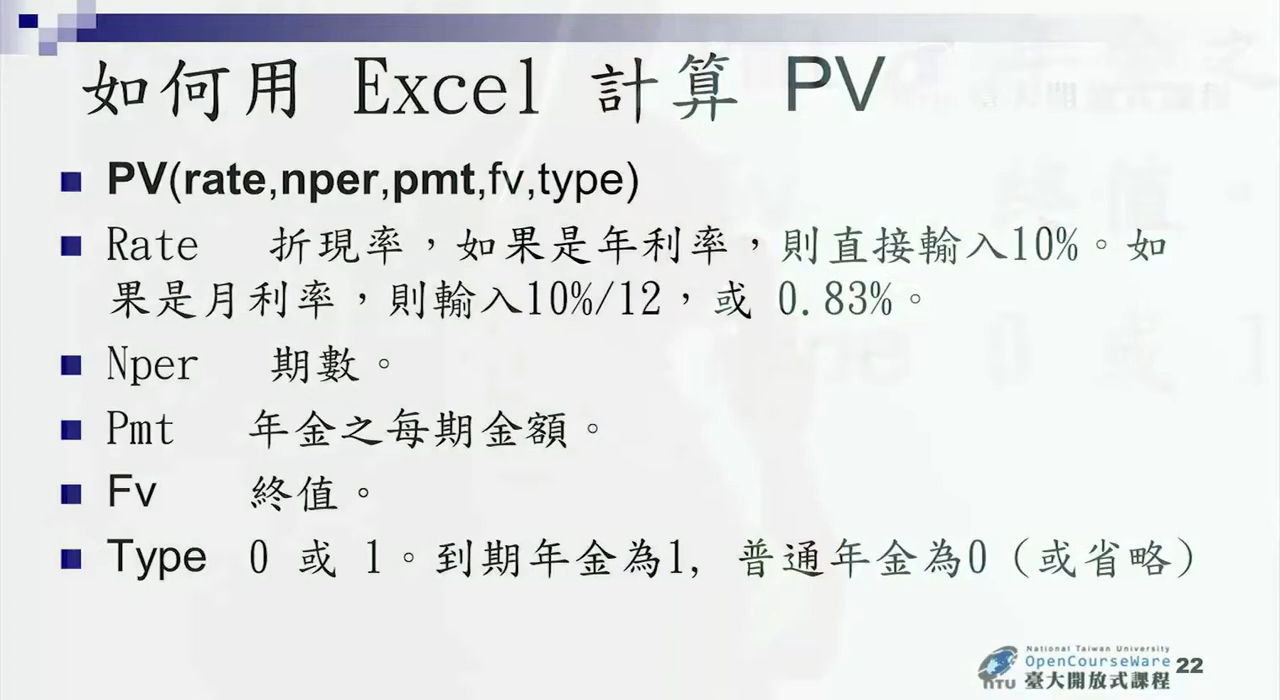 如何用 Excel 計算 PV
PV(rate,nper,pmt,fv,type)
Rate 折現率，如果是年利率，則直接輸入10%。如
果是月利率，則輸入10%/12，或 0.83%。
Nper 期數。
Pmt 年金之每期金額。
Fv 終值。
Type 0 或 1。到期年金為1, 普通年金為0（或省略）
National Taiwan University
OpenCourseWare 22
NTU 臺大開放式課程